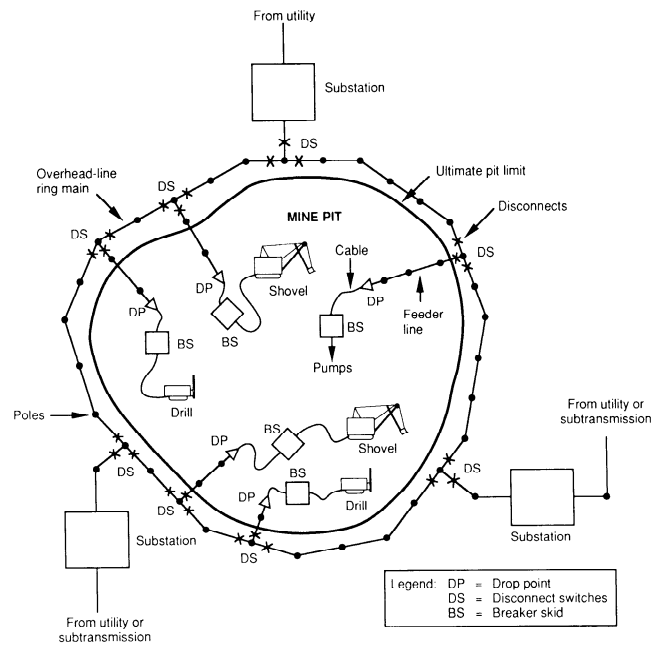 From utility
Substation
DS
Overhead-line
ring main
Ultimate pit limit
DS
MINE PIT
Disconnects
DS
Cable
DS
DP
Shovel
DP
DP
BS
BS
Feeder
line
BS
Pumps
Drill
From utility or
subtransmission
Poles
BS
DP
Shovel
BS
DS
DS
DP
Drill
DS
Substation
DS
Substation
Legend: DP = Drop point
DS = Disconnect switches
BS = Breaker skid
From utility or
subtransmission